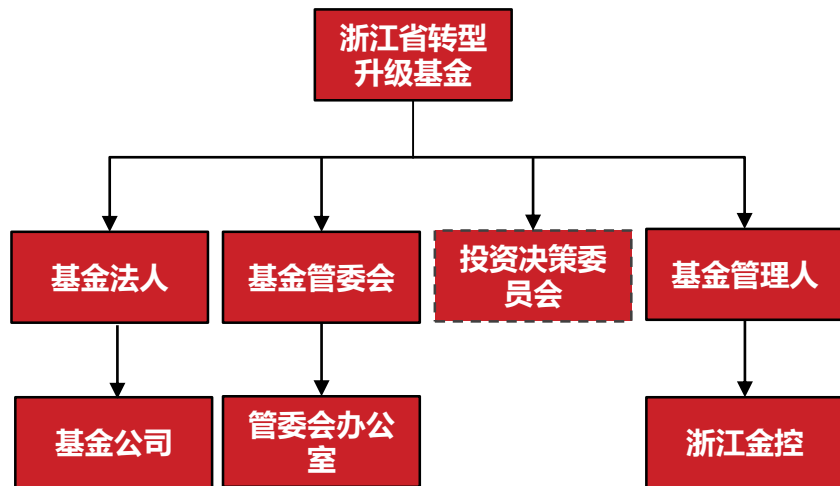 浙江省转型
升级基金
基金法人
基金管委会
投资决策委
员会
基金管理人
基金公司
管委会办公
室
浙江金控